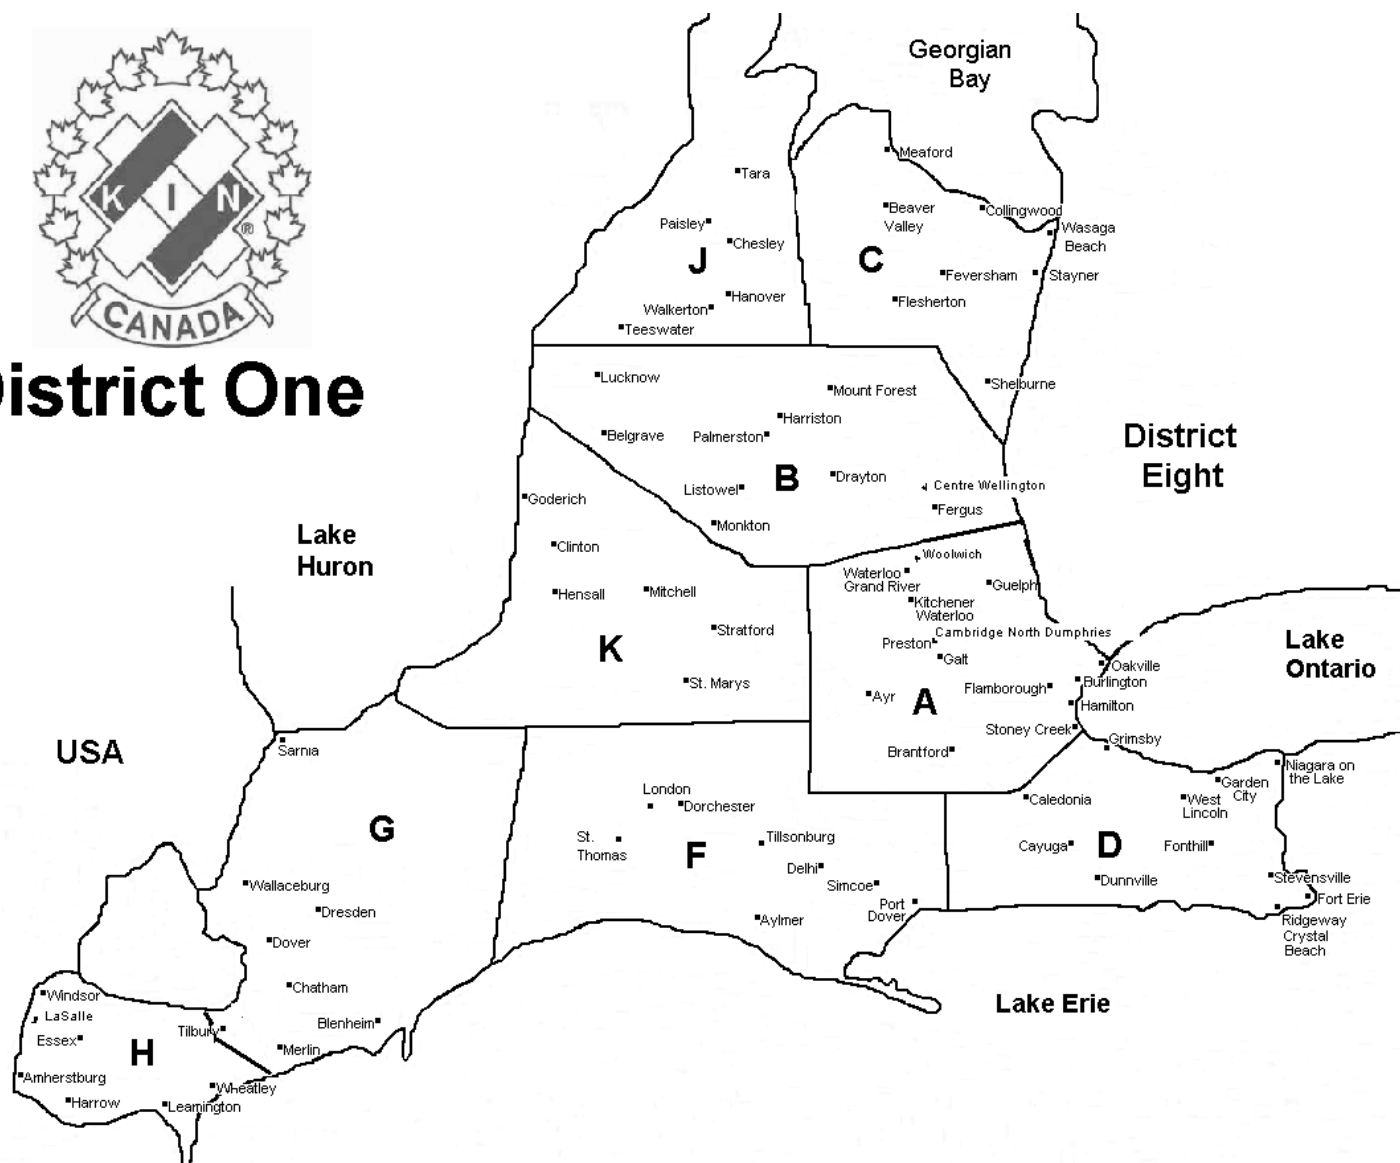 Georgian
Bay
K I N
®
CANADA
District One
Meaford
Tara
Beaver
Valley
Collingwood
Wasaga
Beach
Paisley
Chesley
J
C
Feversham
Stayner
Hanover
Flesherton
Walkerton
Teeswater
Lucknow
Mount Forest
Shelburne
Harriston
Belgrave
Palmerston
District
Eight
B
Drayton
Listowel
Centre Wellington
Goderich
Fergus
Monkton
Lake
Huron
Clinton
Woolwich
Waterloo
Grand River
Guelph
Hensall
Mitchell
Kitchener
Waterloo
Stratford
Cambridge North Dumphries
Preston
K
Galt
Lake
Ontario
Oakville
Burlington
St. Marys
Flamborough
Ayr
A
Hamilton
Stoney Creek
Grimsby
Brantford
USA
Sarnia
Niagara on
the Lake
Garden
City
London
Dorchester
Caledonia
West
Lincoln
G
St.
Thomas
F
Tillsonburg
Cayuga
D
Fonthill
Delhi
Simcoe
Dunnville
Stevensville
Wallaceburg
Fort Erie
Port
Dover
Dresden
Aylmer
Ridgeway
Crystal
Beach
Dover
Chatham
Windsor
Lake Erie
LaSalle
Blenheim
Tilbury
Essex
H
Merlin
Amherstburg
Wheatley
Harrow
Leamington